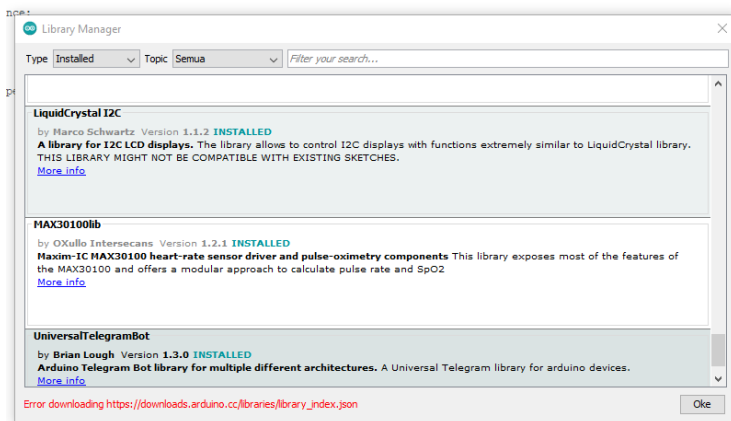 nce:
Library Manager
Type Installed Topic Semua Filter your search...
pe
LiquidCrystal I2C
by Marco Schwartz Version 1.1.2 INSTALLED
A library for I2C LCD displays. The library allows to control I2C displays with functions extremely similar to LiquidCrystal library.
THIS LIBRARY MIGHT NOT BE COMPATIBLE WITH EXISTING SKETCHES.
More info
MAX30100lib
by OXullo Intersecans Version 1.2.1 INSTALLED
Maxim-IC MAX30100 heart-rate sensor driver and pulse-oximetry components This library exposes most of the features of
the MAX30100 and offers a modular approach to calculate pulse rate and SpO2
More info
UniversalTelegramBot
by Brian Lough Version 1.3.0 INSTALLED
Arduino Telegram Bot library for multiple different architectures. A Universal Telegram library for arduino devices.
More info
Error downloading https://downloads.arduino.cc/libraries/library_index.json
Oke